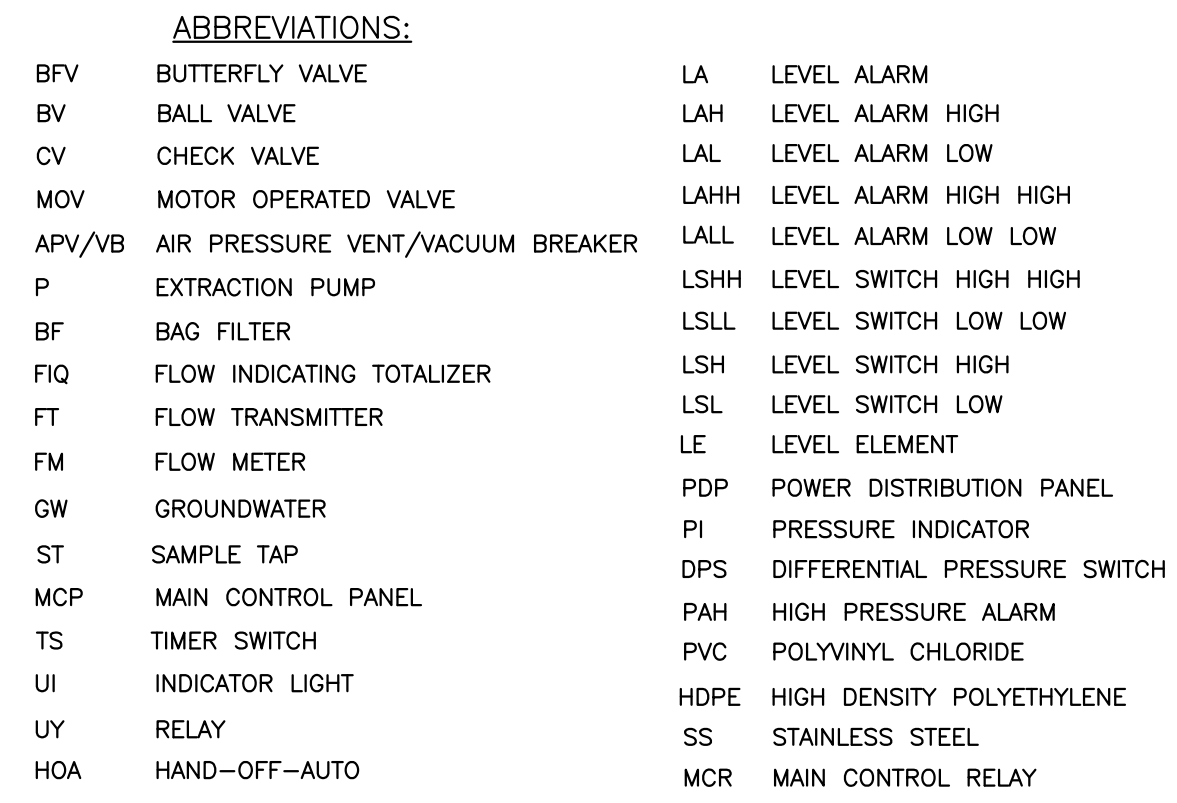 ABBREVIATIONS:
BFV BUTTERFLY VALVE
BV BALL VALVE
CV CHECK VALVE
MOV MOTOR OPERATED VALVE
APV/VB AIR PRESSURE VENT/VACUUM BREAKER
P EXTRACTION PUMP
BF BAG FILTER
FIQ FLOW INDICATING TOTALIZER
FT FLOW TRANSMITTER
FM FLOW METER
GW GROUNDWATER
ST SAMPLE TAP
MCP MAIN CONTROL PANEL
TS TIMER SWITCH
UI INDICATOR LIGHT
UY RELAY
HOA HAND-OFF-AUTO
LA LEVEL ALARM
LAH LEVEL ALARM HIGH
LAL LEVEL ALARM LOW
LAHH LEVEL ALARM HIGH HIGH
LALL LEVEL ALARM LOW LOW
LSHH LEVEL SWITCH HIGH HIGH
LSLL LEVEL SWITCH LOW LOW
LSH LEVEL SWITCH HIGH
LSL LEVEL SWITCH LOW
LE LEVEL ELEMENT
PDP POWER DISTRIBUTION PANEL
PI PRESSURE INDICATOR
DPS DIFFERENTIAL PRESSURE SWITCH
PAH HIGH PRESSURE ALARM
PVC POLYVINYL CHLORIDE
HDPE HIGH DENSITY POLYETHYLENE
SS STAINLESS STEEL
MCR MAIN CONTROL RELAY